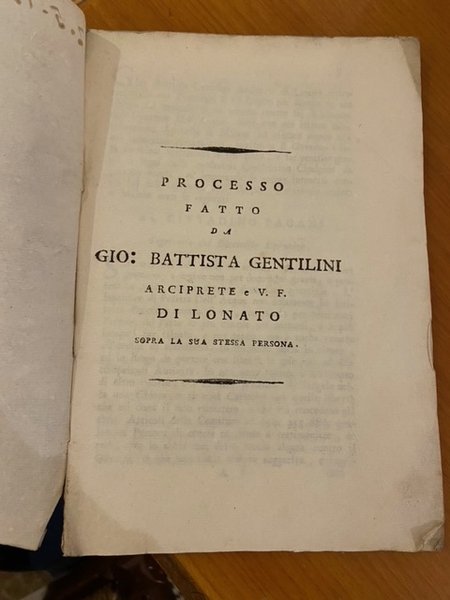 PROCESSO
FATTO
DA
GIO: BATTISTA GENTILINI
ARCIPRETE e V. F.
DI LONATO
SOPRA LA SUA STESSA PERSONA.